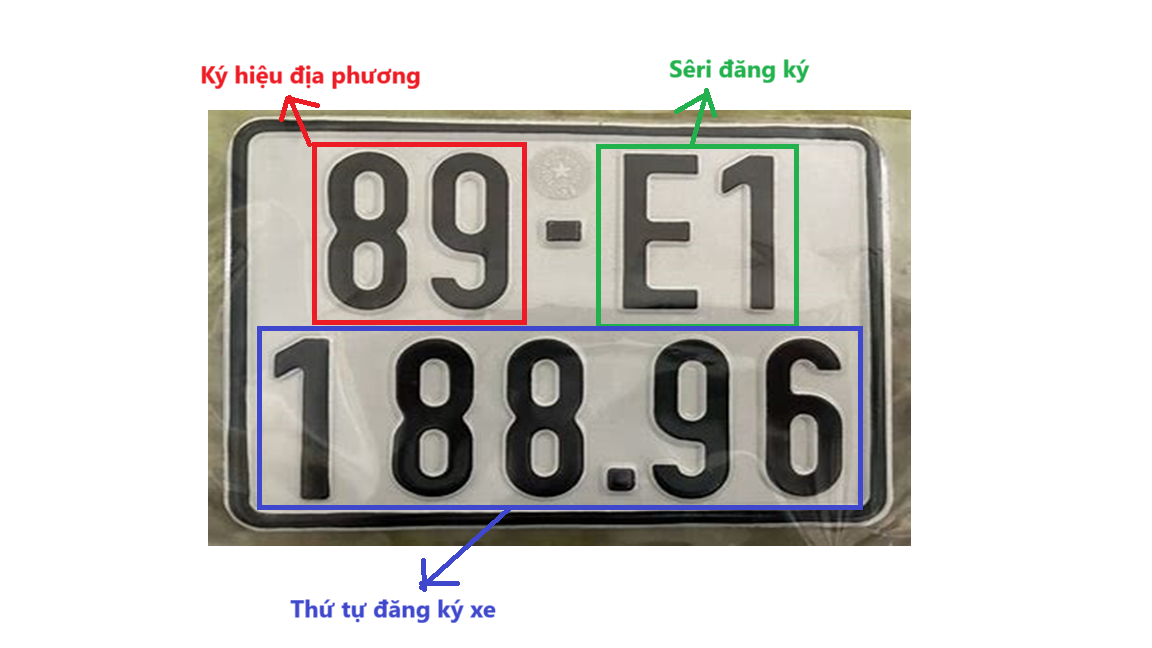 Ký hiệu địa phương
Sêri đăng ký
89-E1
188.96
Thứ tự đăng ký xe